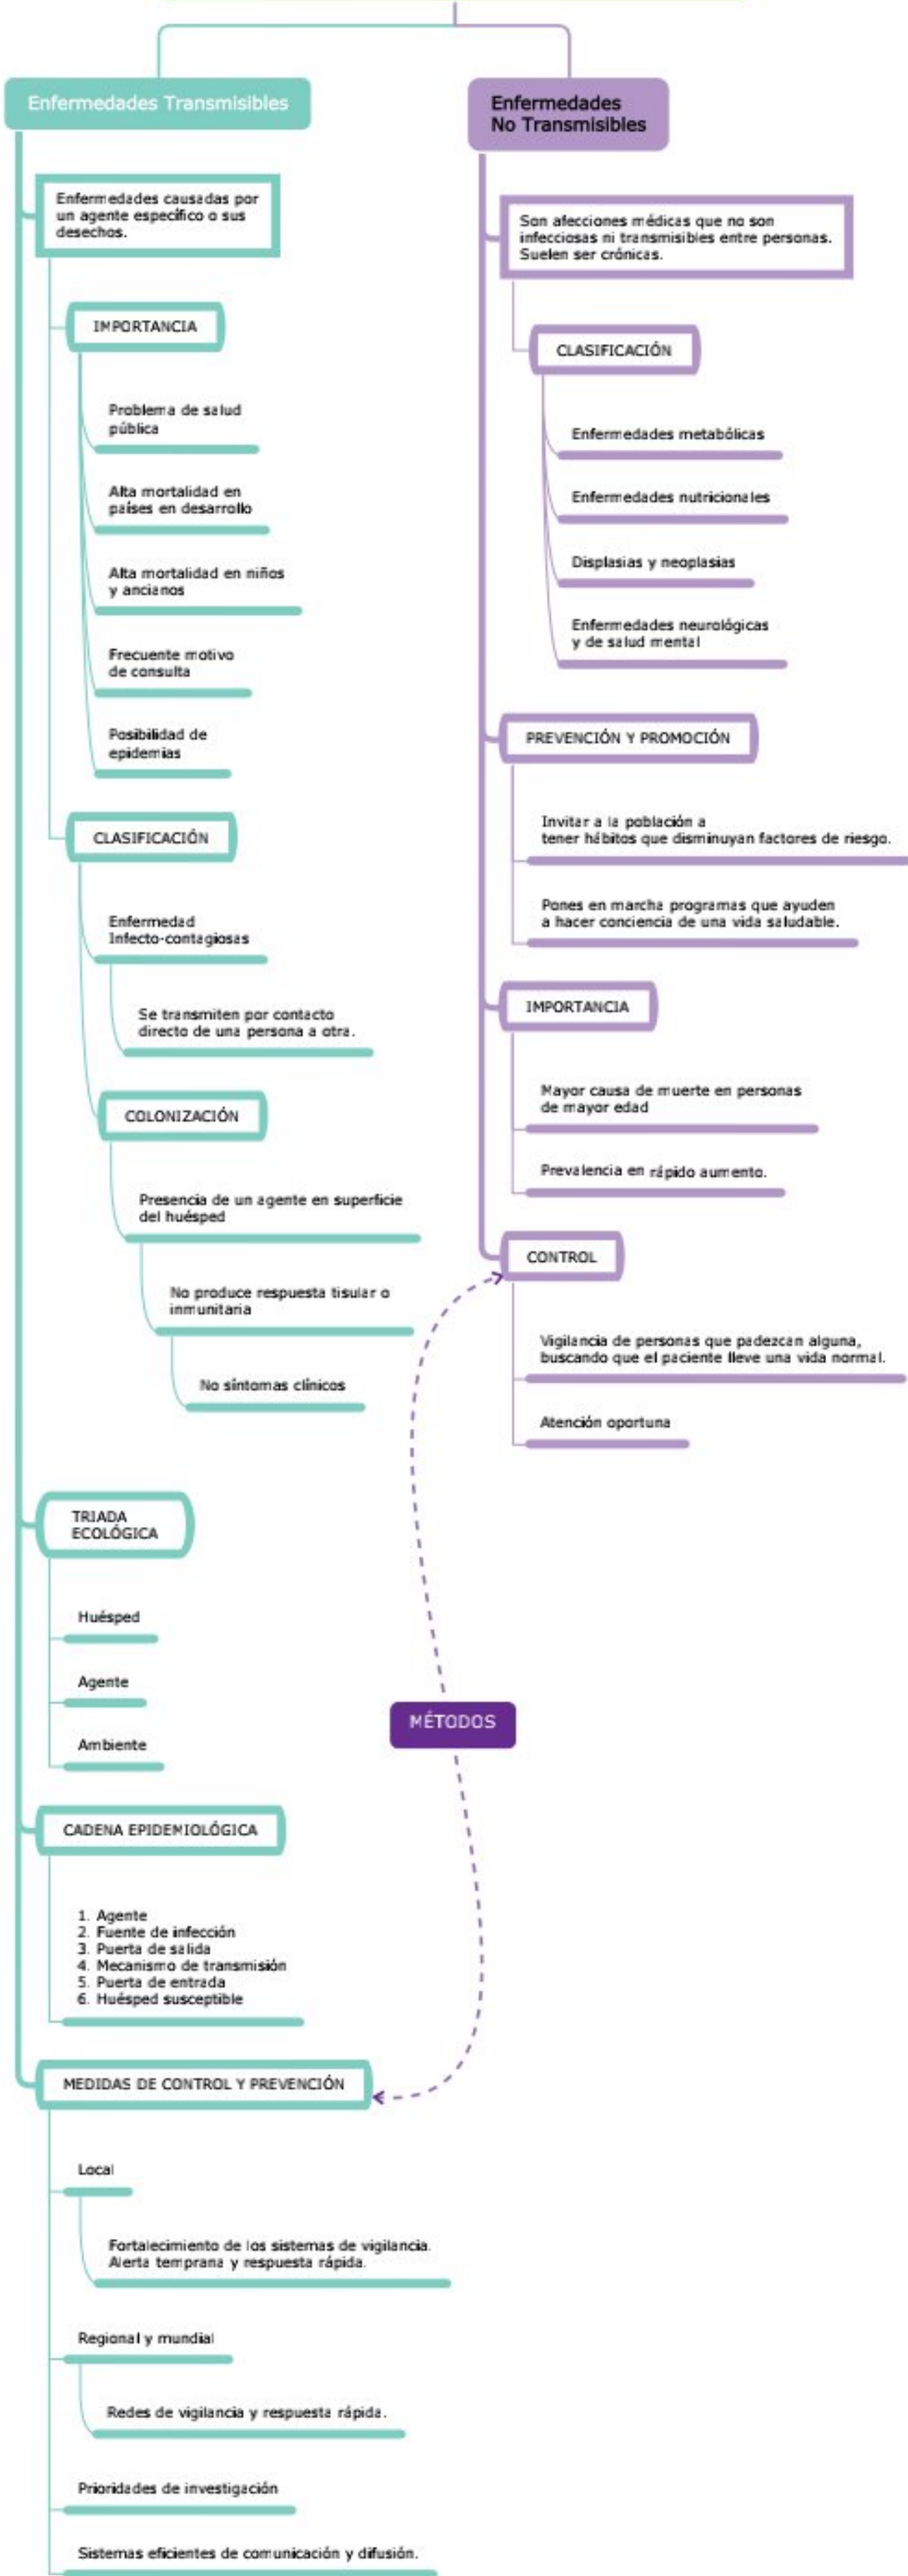 Enfermedades Transmisibles
Enfermedades causadas por
un agente específico o sus
desechos.
IMPORTANCIA
Problema de salud
pública
Alta mortalidad en
países en desarrollo
Alta mortalidad en niños
y ancianos
Frecuente motivo
de consulta
Posibilidad de
epidemias
CLASIFICACIÓN
Enfermedad
Infecto-contagiosas
Se transmiten por contacto
directo de una persona a otra.
COLONIZACIÓN
Presencia de un agente en superficie
del huésped
No produce respuesta tisular o
inmunitaria
No síntomas clínicos
TRIADA
ECOLÓGICA
Huésped
Agente
Ambiente
CADENA EPIDEMIOLÓGICA
1. Agente
2. Fuente de infección
3. Puerta de salida
4. Mecanismo de transmisión
5. Puerta de entrada
6. Huésped susceptible
MEDIDAS DE CONTROL Y PREVENCIÓN
Local
Fortalecimiento de los sistemas de vigilancia.
Alerta temprana y respuesta rápida.
Regional y mundial
Redes de vigilancia y respuesta rápida.
Prioridades de investigación
Sistemas eficientes de comunicación y difusión.
MÉTODOS
Enfermedades
No Transmisibles
Son afecciones médicas que no son
infecciosas ni transmisibles entre personas.
Suelen ser crónicas.
CLASIFICACIÓN
Enfermedades metabólicas
Enfermedades nutricionales
Displasias y neoplasias
Enfermedades neurológicas
y de salud mental
PREVENCIÓN Y PROMOCIÓN
Invitar a la población a
tener hábitos que disminuyan factores de riesgo.
Pones en marcha programas que ayuden
a hacer conciencia de una vida saludable.
IMPORTANCIA
Mayor causa de muerte en personas
de mayor edad
Prevalencia en rápido aumento.
CONTROL
Vigilancia de personas que padezcan alguna,
buscando que el paciente lleve una vida normal.
Atención oportuna